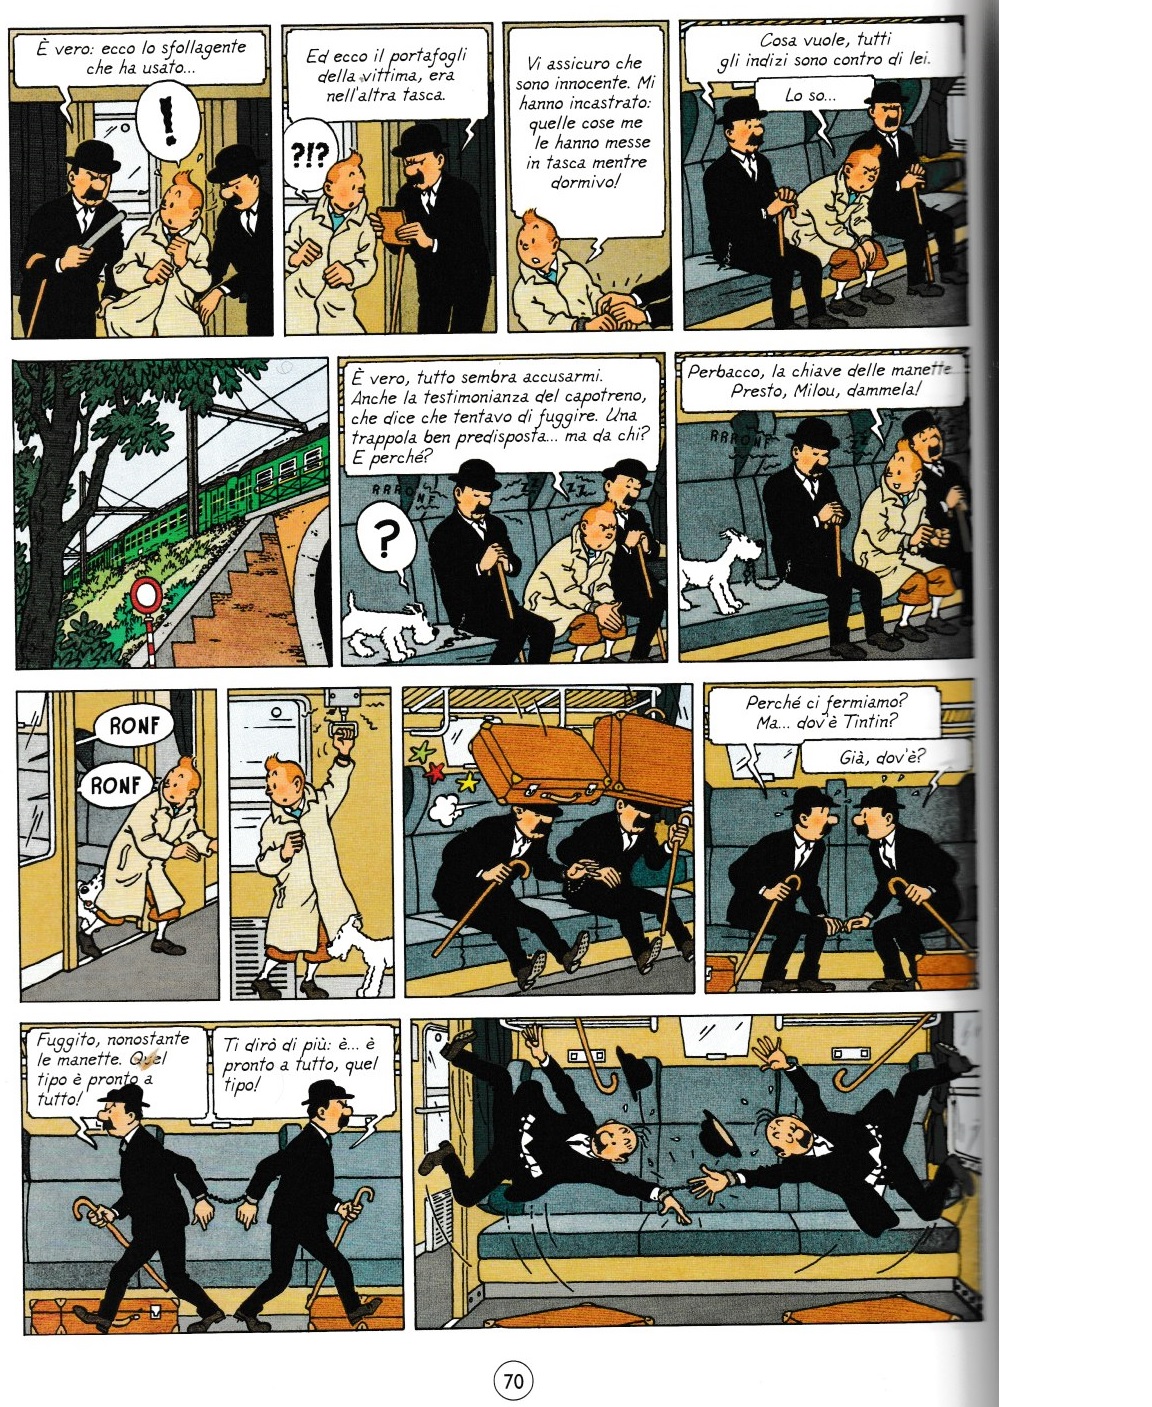 È vero: ecco lo sfollagente
che ha usato...
!
Ed ecco il portafogli
della vittima, era
nell'altra tasca.
?!?
Vi assicuro che
sono innocente. Mi
hanno incastrato:
quelle cose me
le hanno messe
in tasca mentre
dormivo!
Cosa vuole, tutti
gli indizi sono contro di lei.
Lo so...
È vero, tutto sembra accusarmi.
Anche la testimonianza del capotreno,
che dice che tentavo di fuggire. Una
trappola ben predisposta... ma da chi?
E perché?
RRRONF
ZZ
ZZ
?
Perbacco, la chiave delle manette...
Presto, Milou, dammela!
RRRONF
ZZ
RONF
RONF
Perché ci fermiamo?
Ma... dov'è Tintin?
Già, dov'è?
Fuggito, nonostante
le manette. Quel
tipo è pronto a
tutto!
Ti dirò di più: è... è
pronto a tutto, quel
tipo!
70